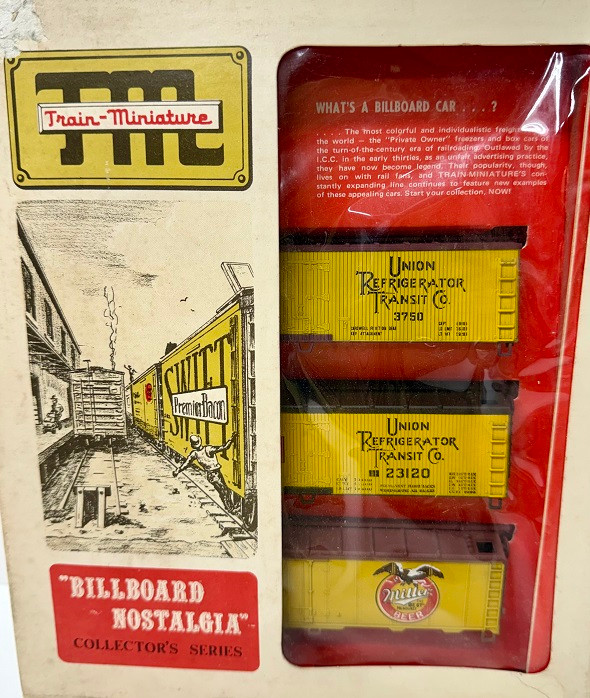 TM
Train-Miniature
WHAT'S A BILLBOARD CAR . . . ?
. . . . The most colorful and individualistic freight
the world — the "Private Owner" freezers and box cars of
the turn-of-the-century era of railroading. Outlawed by the
I.C.C. in the early thirties, as an unfair advertising practice,
they have now become legend. Their popularity, though,
lives on with rail fans, and TRAIN-MINIATURE'S con-
stantly expanding line continues to feature new examples
of these appealing cars. Start your collection, NOW!
UNION
REFRIGERATOR
TRANSIT CO.
3750
UNION
REFRIGERATOR
TRANSIT CO.
23120
Miller
BEER
SWIFT
Premium Bacon
"BILLBOARD
NOSTALGIA"
COLLECTOR'S SERIES